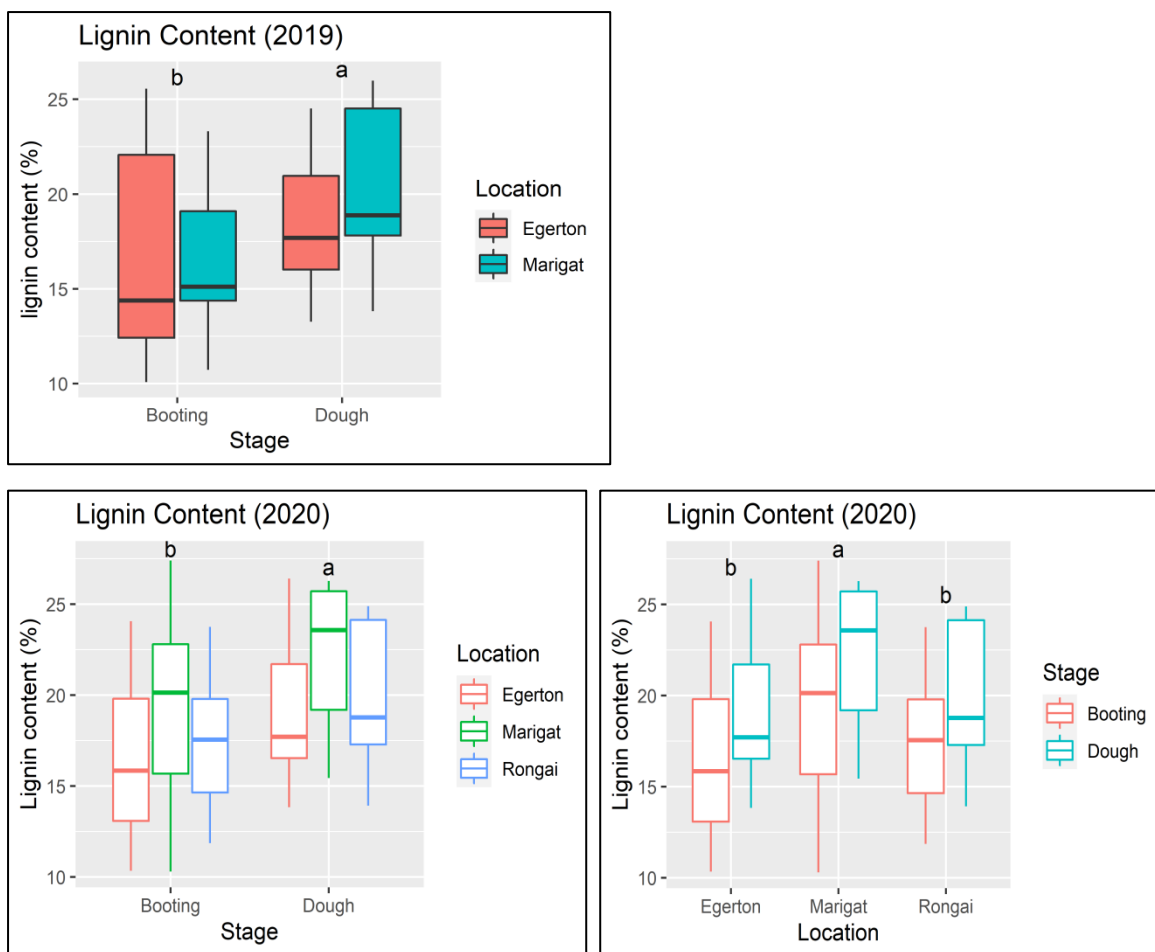 Lignin Content (2019)
b
a
25
20
15
10
lignin content (%)
Booting
Dough
Stage
Location
Egerton
Marigat
Lignin Content (2020)
b
a
25
20
15
10
Lignin content (%)
Booting
Dough
Stage
Location
Egerton
Marigat
Rongai
Lignin Content (2020)
b
a
b
25
20
15
10
Lignin content (%)
Egerton
Marigat
Rongai
Location
Stage
Booting
Dough